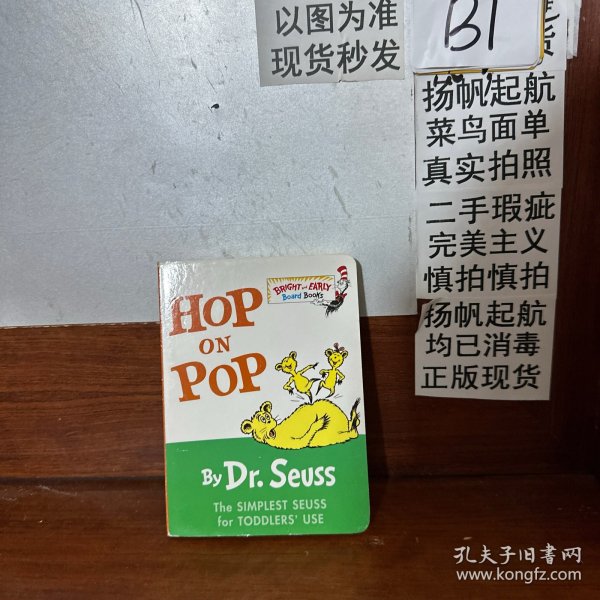 以图为准
现货秒发
B1
货
扬帆起航
菜鸟面单
真实拍照
二手瑕疵
完美主义
慎拍慎拍
扬帆起航
均已消毒
正版现货
BRIGHT and EARLY
Board Books
HOP
ON
POP
By Dr. Seuss
The SIMPLEST SEUSS
for TODDLERS' USE
孔夫子旧书网
www.kongfz.com